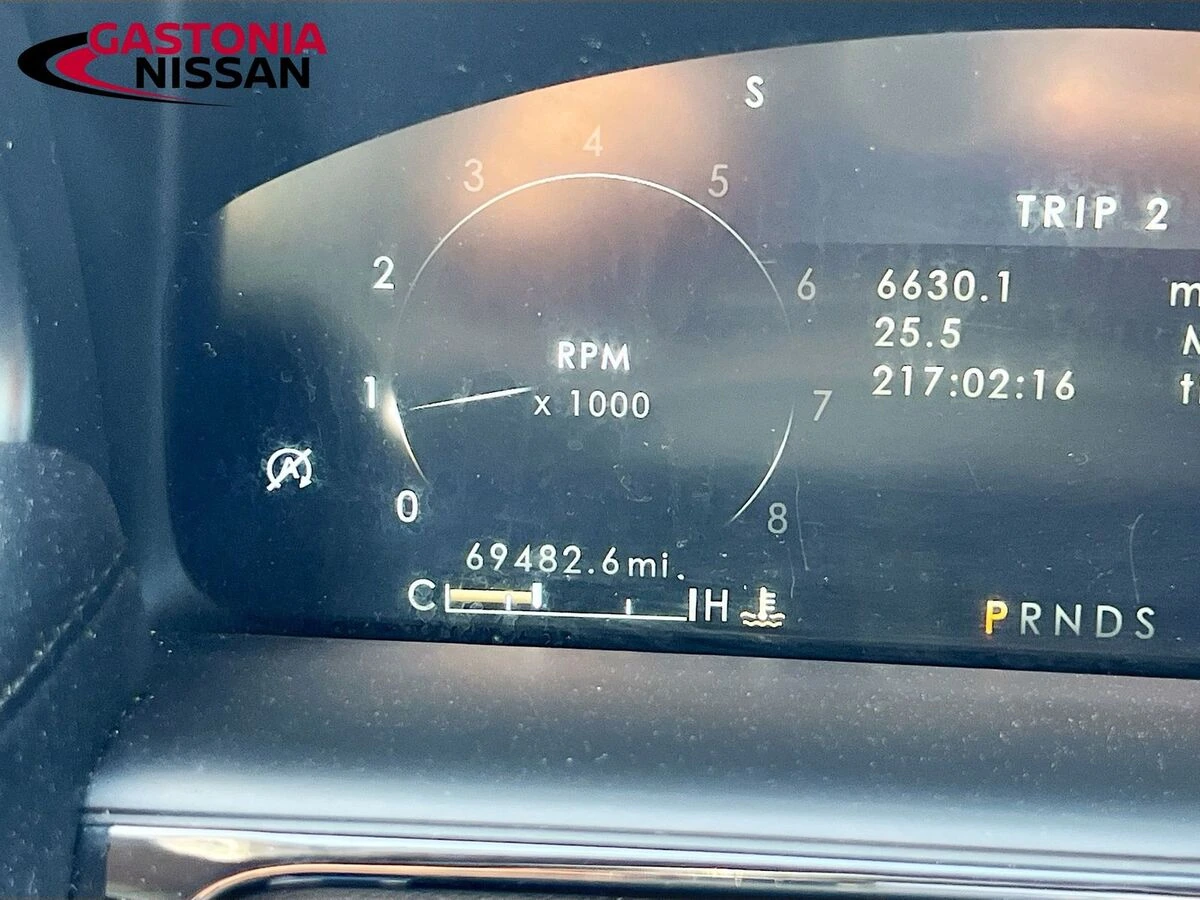 GASTONIA
NISSAN
S
4
3
5
TRIP 2
2
6
6630.1
25.5
RPM
217:02:16
1
x 1000
7
A
0
8
69482.6mi.
C
H
PRNDS